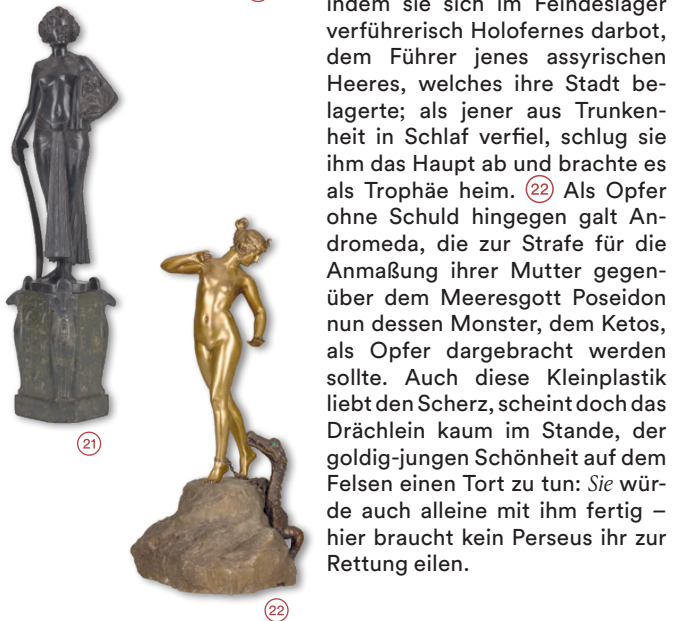 indem sie sich im Feindeslager
verführerisch Holofernes darbot,
dem Führer jenes assyrischen
Heeres, welches ihre Stadt be-
lagerte; als jener aus Trunken-
heit in Schlaf verfiel, schlug sie
ihm das Haupt ab und brachte es
als Trophäe heim. 22 Als Opfer
ohne Schuld hingegen galt An-
dromeda, die zur Strafe für die
Anmaßung ihrer Mutter gegen-
über dem Meeresgott Poseidon
nun dessen Monster, dem Ketos,
als Opfer dargebracht werden
sollte. Auch diese Kleinplastik
liebt den Scherz, scheint doch das
Drächlein kaum im Stande, der
goldig-jungen Schönheit auf dem
Felsen einen Tort zu tun: Sie wür-
de auch alleine mit ihm fertig –
hier braucht kein Perseus ihr zur
Rettung eilen.
21
22